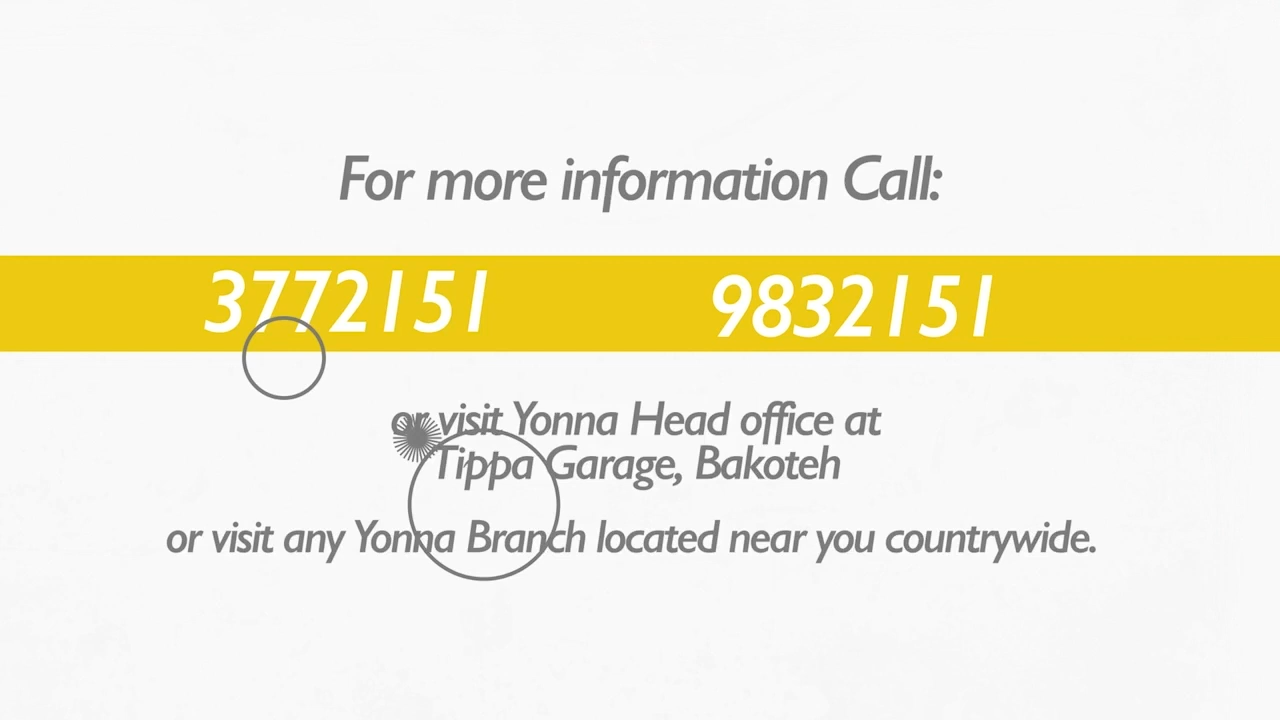 For more information Call:
3772151 9832151
or visit Yonna Head office at
Tippa Garage, Bakoteh
or visit any Yonna Branch located near you countrywide.